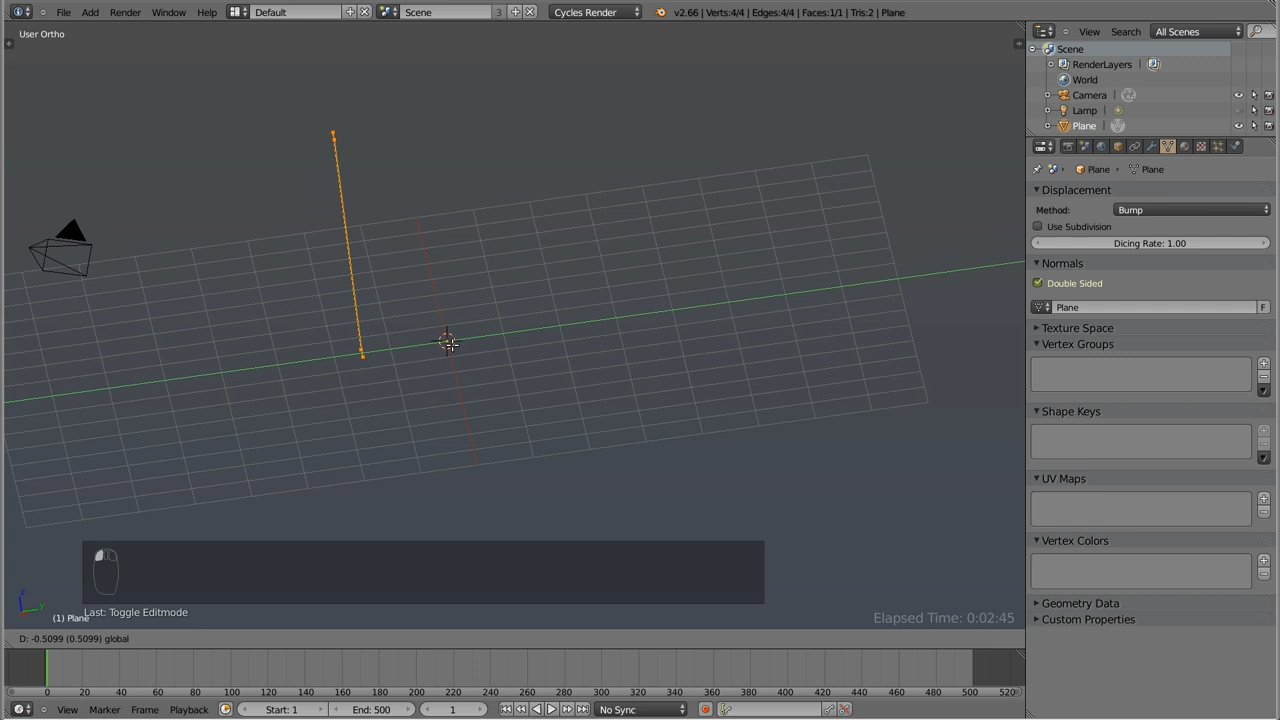 File Add Render Window Help Default Scene 3 Cycles Render v2.66 | Verts:4/4 | Edges:4/4 | Faces:1/1 | Tris:2 | Plane
User Ortho
View Search All Scenes
Scene
RenderLayers |
World
Camera |
Lamp |
Plane |
Plane Plane
Displacement
Method: Bump
Use Subdivision
Dicing Rate: 1.00
Normals
Double Sided
Plane F
Texture Space
Vertex Groups
Shape Keys
UV Maps
Vertex Colors
Geometry Data
Custom Properties
z
y
Last: Toggle Editmode
(1) Plane
Elapsed Time: 0:02:45
D: -0.5099 (0.5099) global
0 20 40 60 80 100 120 140 160 180 200 220 240 260 280 300 320 340 360 380 400 420 440 460 480 500 520
View Marker Frame Playback Start: 1 End: 500 1 No Sync